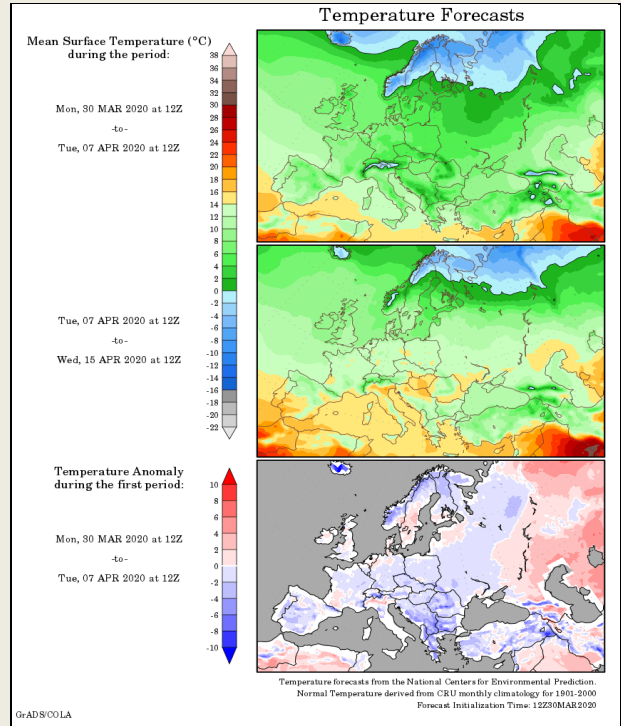 Temperature Forecasts
Mean Surface Temperature (°C)
during the period:
Mon, 30 MAR 2020 at 12Z
-to-
Tue, 07 APR 2020 at 12Z
Tue, 07 APR 2020 at 12Z
-to-
Wed, 15 APR 2020 at 12Z
38
36
34
32
30
28
26
24
22
20
18
16
14
12
10
8
6
4
2
0
-2
-4
-6
-8
-10
-12
-14
-16
-18
-20
-22
Temperature Anomaly
during the first period:
Mon, 30 MAR 2020 at 12Z
-to-
Tue, 07 APR 2020 at 12Z
10
8
6
4
2
0
-2
-4
-6
-8
-10
Temperature forecasts from the National Centers for Environmental Prediction.
Normal Temperature derived from CRU monthly climatology for 1901-2000
Forecast Initialization Time: 12Z30MAR2020
GrADS/COLA